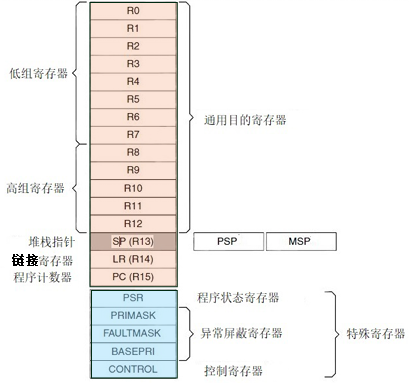 R0
R1
R2
R3
低组寄存器
R4
R5
R6
通用目的寄存器
R7
R8
R9
高组寄存器
R10
R11
R12
堆栈指针 SP (R13) PSP MSP
链接寄存器 LR (R14)
程序计数器 PC (R15)
PSR 程序状态寄存器
PRIMASK
FAULTMASK 异常屏蔽寄存器 特殊寄存器
BASEPRI
CONTROL 控制寄存器